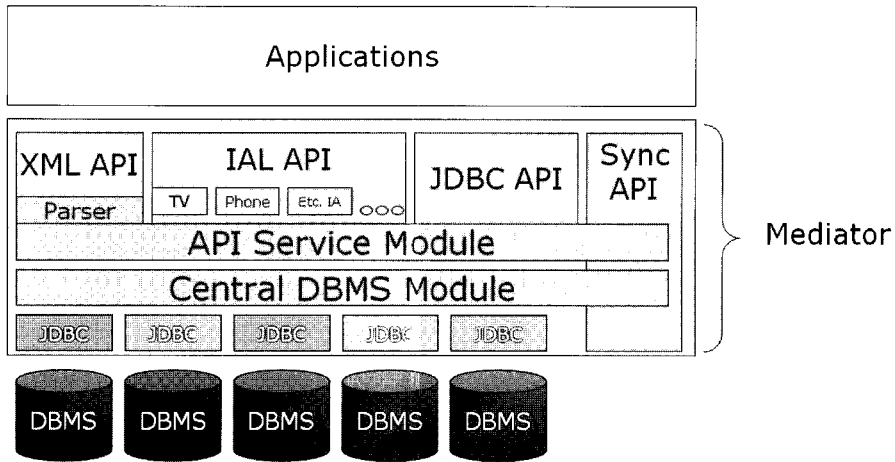 Applications
XML API
IAL API
JDBC API
Sync
API
Parser
TV
Phone
Etc. IA
API Service Module
Central DBMS Module
JDBC
JDBC
JDBC
JDBC
JDBC
Mediator
DBMS
DBMS
DBMS
DBMS
DBMS